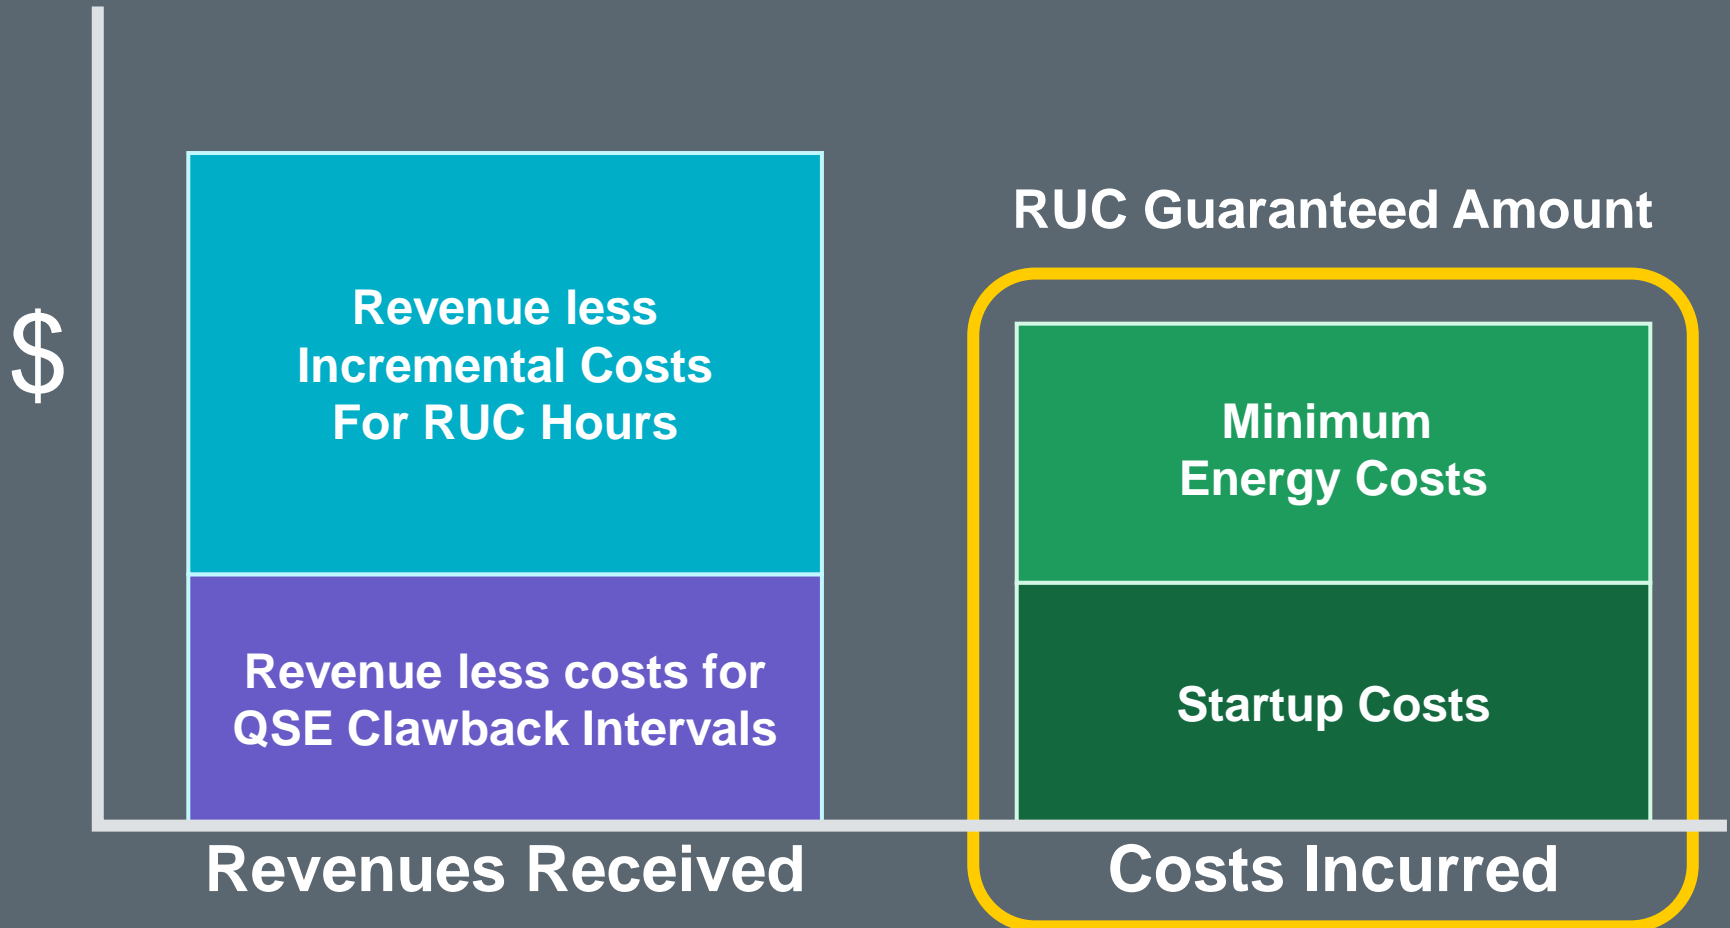 $
Revenue less
Incremental Costs
For RUC Hours
Revenue less costs for
QSE Clawback Intervals
Revenues Received
RUC Guaranteed Amount
Minimum
Energy Costs
Startup Costs
Costs Incurred